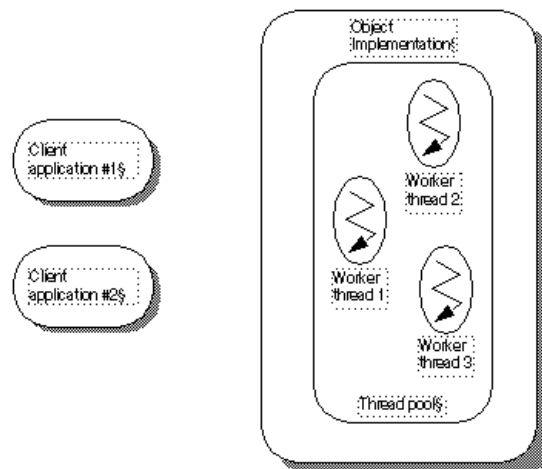 Object
Implementation§
Client
application #1§
Worker
thread 2
Client
application #2§
Worker
thread 1
Worker
thread 3
Thread pool§